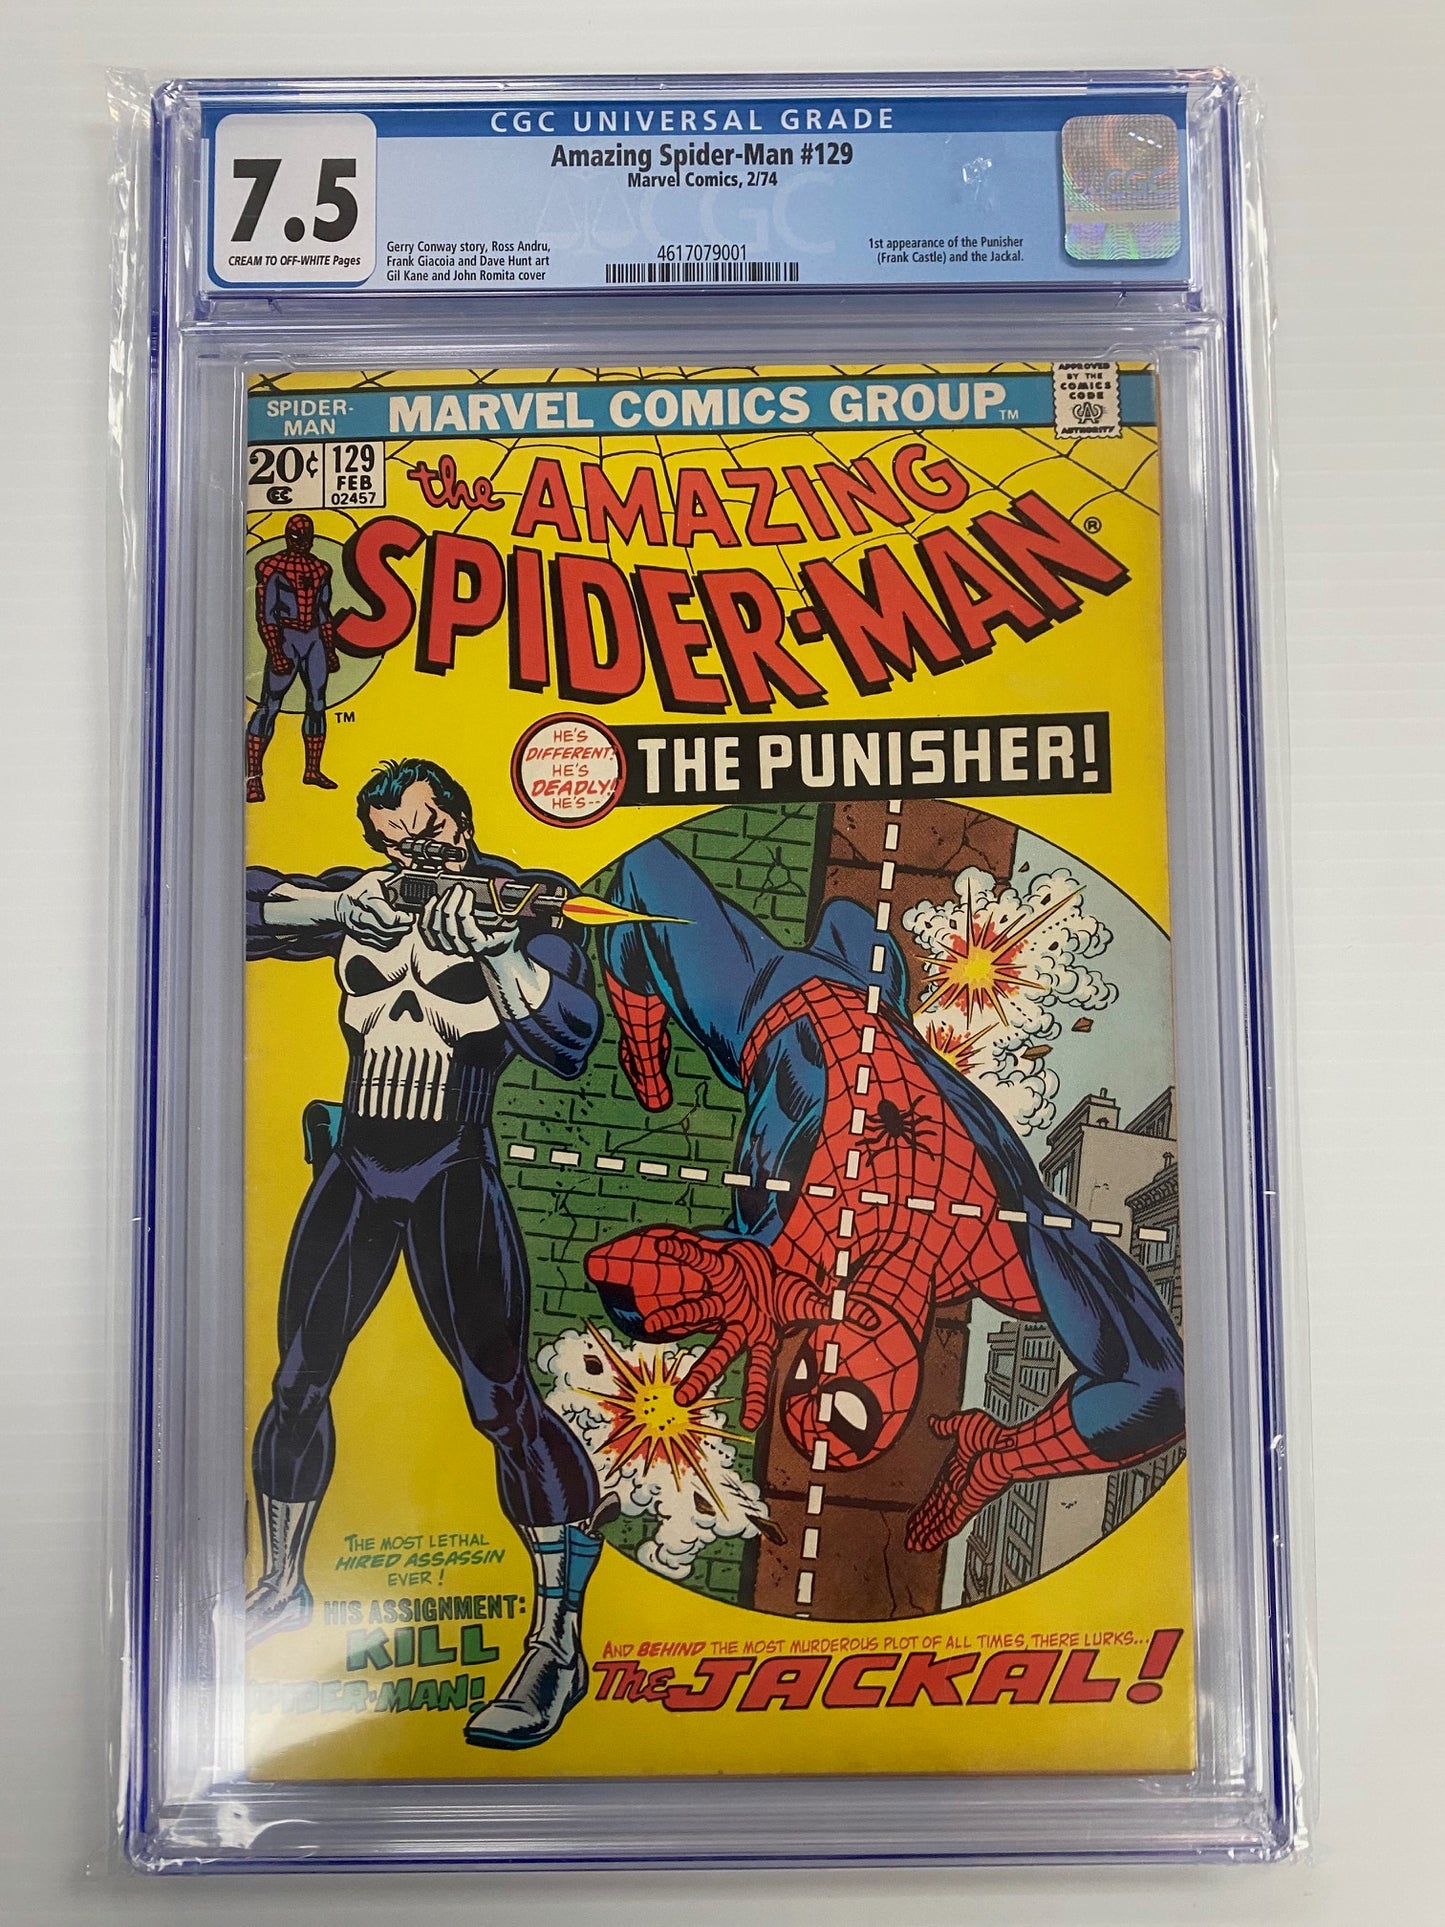 CGC UNIVERSAL GRADE
7.5
CREAM TO OFF-WHITE Pages
Amazing Spider-Man #129
Marvel Comics, 2/74
Gerry Conway story, Ross Andru,
Frank Giacoia and Dave Hunt art
Gil Kane and John Romita cover
4617079001
1st appearance of the Punisher
(Frank Castle) and the Jackal.
CGC
CGC
SPIDER-
MAN
MARVEL COMICS GROUP™
APPROVED
BY THE
COMICS
CODE
AUTHORITY
20¢
CC
129
FEB
02457
the AMAZING
SPIDER-MAN®
TM
HE'S
DIFFERENT!
HE'S
DEADLY!
HE'S--
THE PUNISHER!
THE MOST LETHAL
HIRED ASSASSIN
EVER!
HIS ASSIGNMENT:
KILL
SPIDER-MAN!
AND BEHIND THE MOST MURDEROUS PLOT OF ALL TIMES, THERE LURKS...
THE JACKAL!